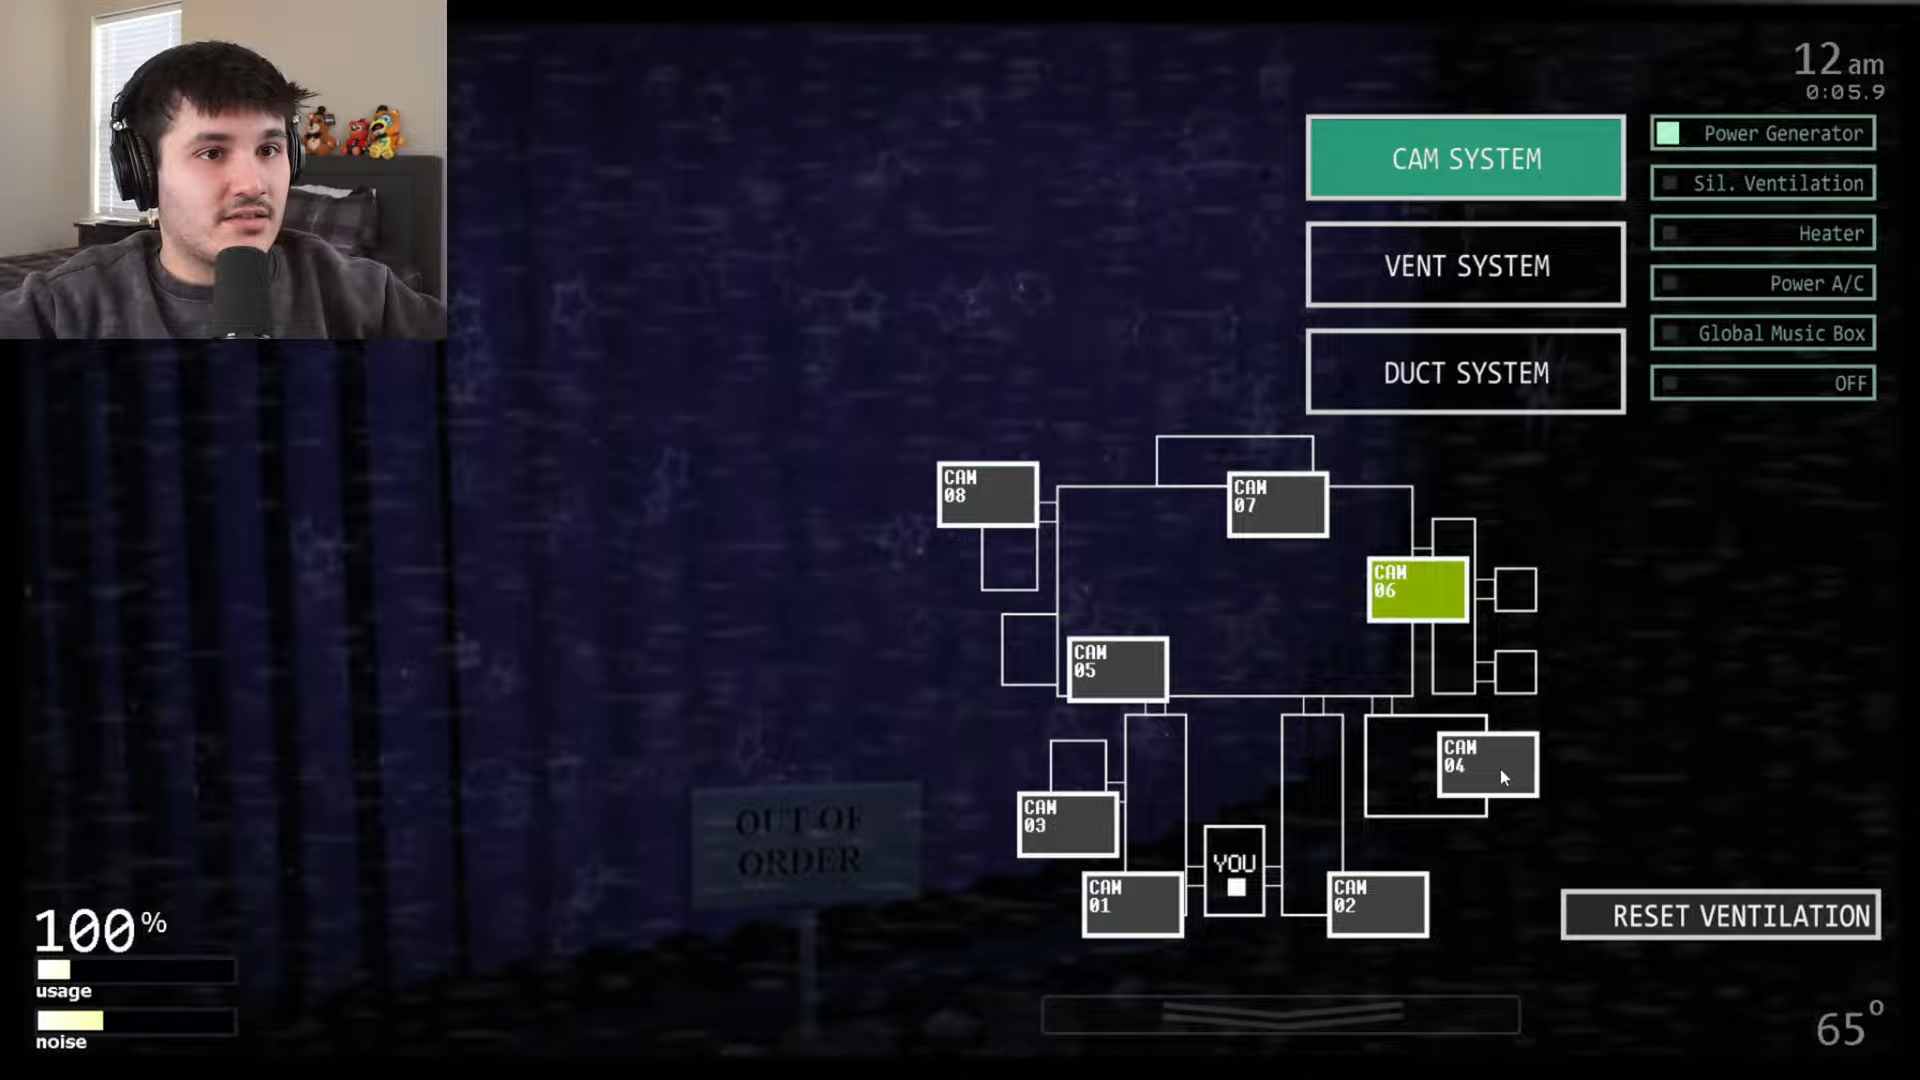 12 am
0:05.9
CAM SYSTEM
VENT SYSTEM
DUCT SYSTEM
Power Generator
Sil. Ventilation
Heater
Power A/C
Global Music Box
OFF
CAM
08
CAM
07
CAM
06
CAM
05
CAM
04
CAM
03
YOU
CAM
01
CAM
02
OUT OF
ORDER
RESET VENTILATION
100%
usage
noise
65°